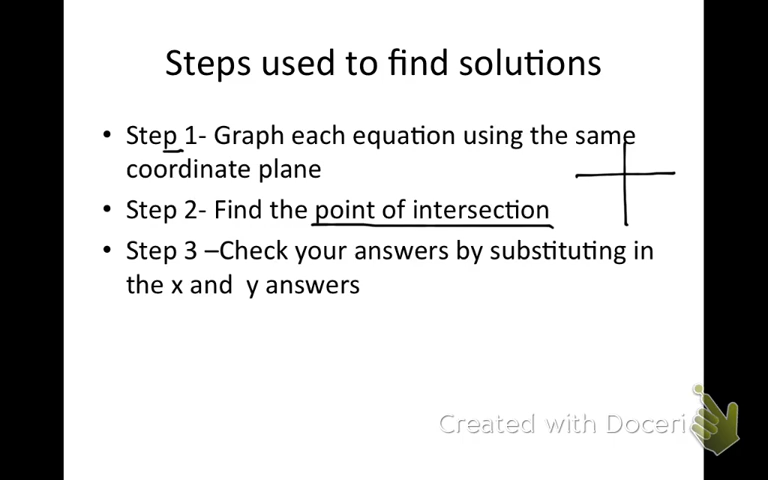 Steps used to find solutions
• Step 1- Graph each equation using the same
coordinate plane
• Step 2- Find the point of intersection
• Step 3 –Check your answers by substituting in
the x and  y answers
Created with Doceri